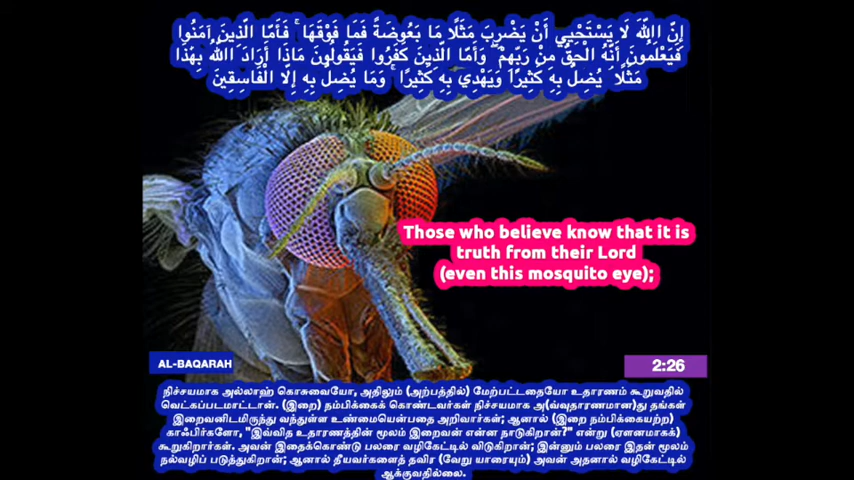 إِنَّ اللَّهَ لَا يَسْتَحْيِي أَنْ يَضْرِبَ مَثَلًا مَا بَعُوضَةً فَمَا فَوْقَهَا ۚ فَأَمَّا الَّذِينَ آمَنُوا
فَيَعْلَمُونَ أَنَّهُ الْحَقُّ مِنْ رَبِّهِمْ ۖ وَأَمَّا الَّذِينَ كَفَرُوا فَيَقُولُونَ مَاذَا أَرَادَ اللَّهُ بِهَٰذَا
مَثَلًا ۘ يُضِلُّ بِهِ كَثِيرًا وَيَهْدِي بِهِ كَثِيرًا ۚ وَمَا يُضِلُّ بِهِ إِلَّا الْفَاسِقِينَ
Those who believe know that it is
truth from their Lord
(even this mosquito eye);
AL-BAQARAH
2:26
நிச்சயமாக அல்லாஹ் கொசுவையோ, அதிலும் (அற்பத்தில்) மேற்பட்டதையோ உதாரணம் கூறுவதில்
வெட்கப்படமாட்டான். (இறை) நம்பிக்கைக் கொண்டவர்கள் நிச்சயமாக அ(வ்வுதாரணமான)து தங்கள்
இறைவனிடமிருந்து வந்துள்ள உண்மையென்பதை அறிவார்கள்; ஆனால் (இறை நம்பிக்கையற்ற)
காஃபிர்களோ, "இவ்வித உதாரணத்தின் மூலம் இறைவன் என்ன நாடுகிறான்?" என்று (ஏளனமாகக்)
கூறுகிறார்கள். அவன் இதைக்கொண்டு பலரை வழிகேட்டில் விடுகிறான்; இன்னும் பலரை இதன் மூலம்
நல்வழிப் படுத்துகிறான்; ஆனால் தீயவர்களைத் தவிர (வேறு யாரையும்) அவன் அதனால் வழிகேட்டில்
ஆக்குவதில்லை.